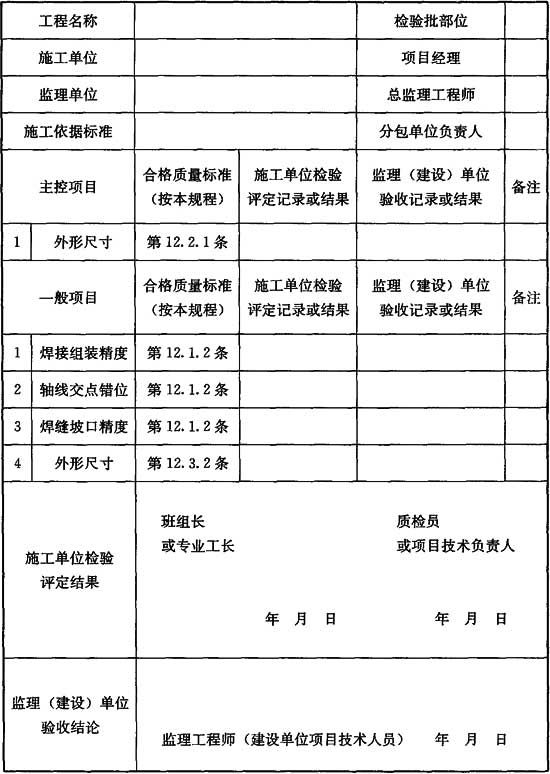 工程名称 检验批部位
施工单位 项目经理
监理单位 总监理工程师
施工依据标准 分包单位负责人
主控项目 合格质量标准（按本规程） 施工单位检验评定记录或结果 监理（建设）单位验收记录或结果 备注
1 外形尺寸 第12.2.1条
一般项目 合格质量标准（按本规程） 施工单位检验评定记录或结果 监理（建设）单位验收记录或结果 备注
1 焊接组装精度 第12.1.2条
2 轴线交点错位 第12.1.2条
3 焊缝坡口精度 第12.1.2条
4 外形尺寸 第12.3.2条
施工单位检验评定结果
班组长 质检员
或专业工长 或项目技术负责人
年 月 日 年 月 日
监理（建设）单位验收结论
监理工程师（建设单位项目技术人员） 年 月 日